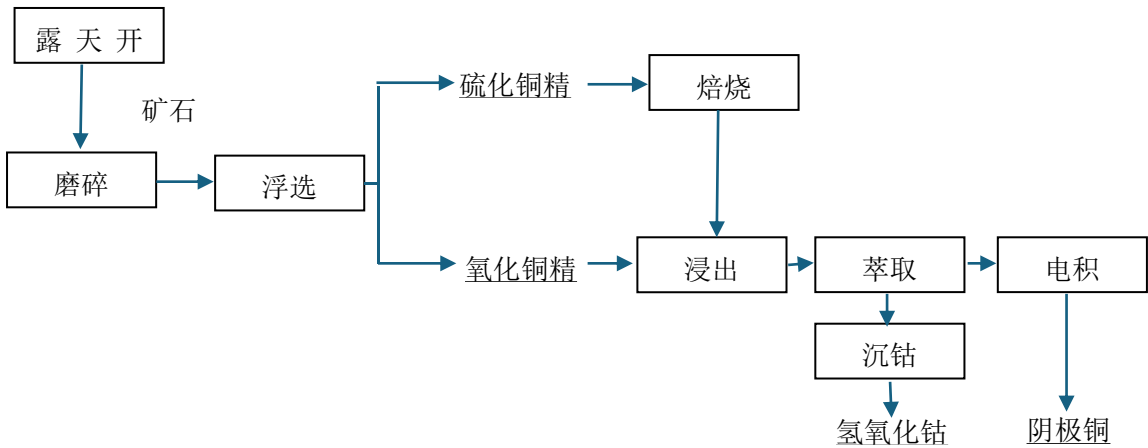 露 天 开
硫化铜精
焙烧
矿石
磨碎
浮选
氧化铜精
浸出
萃取
电积
沉钴
氢氧化钴
阴极铜